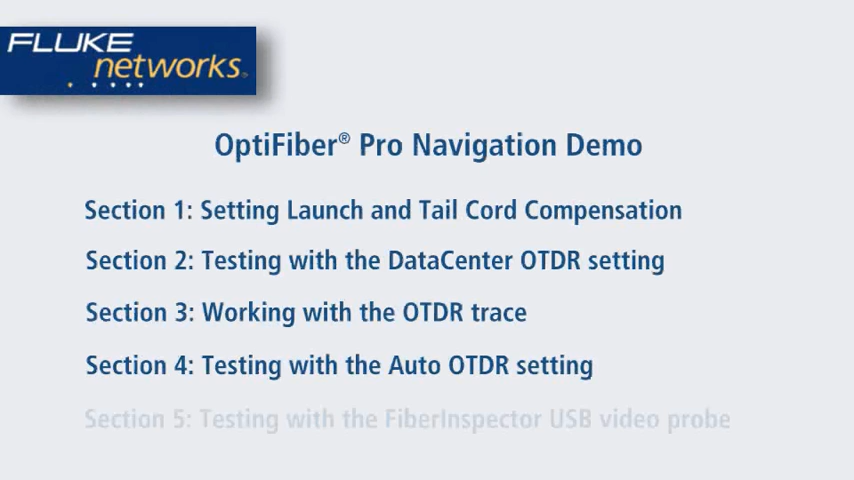 FLUKE
networks®
OptiFiber® Pro Navigation Demo
Section 1: Setting Launch and Tail Cord Compensation
Section 2: Testing with the DataCenter OTDR setting
Section 3: Working with the OTDR trace
Section 4: Testing with the Auto OTDR setting
Section 5: Testing with the FiberInspector USB video probe